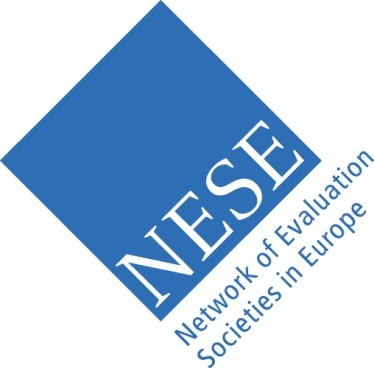 NESE
Network of Evaluation
Societies in Europe